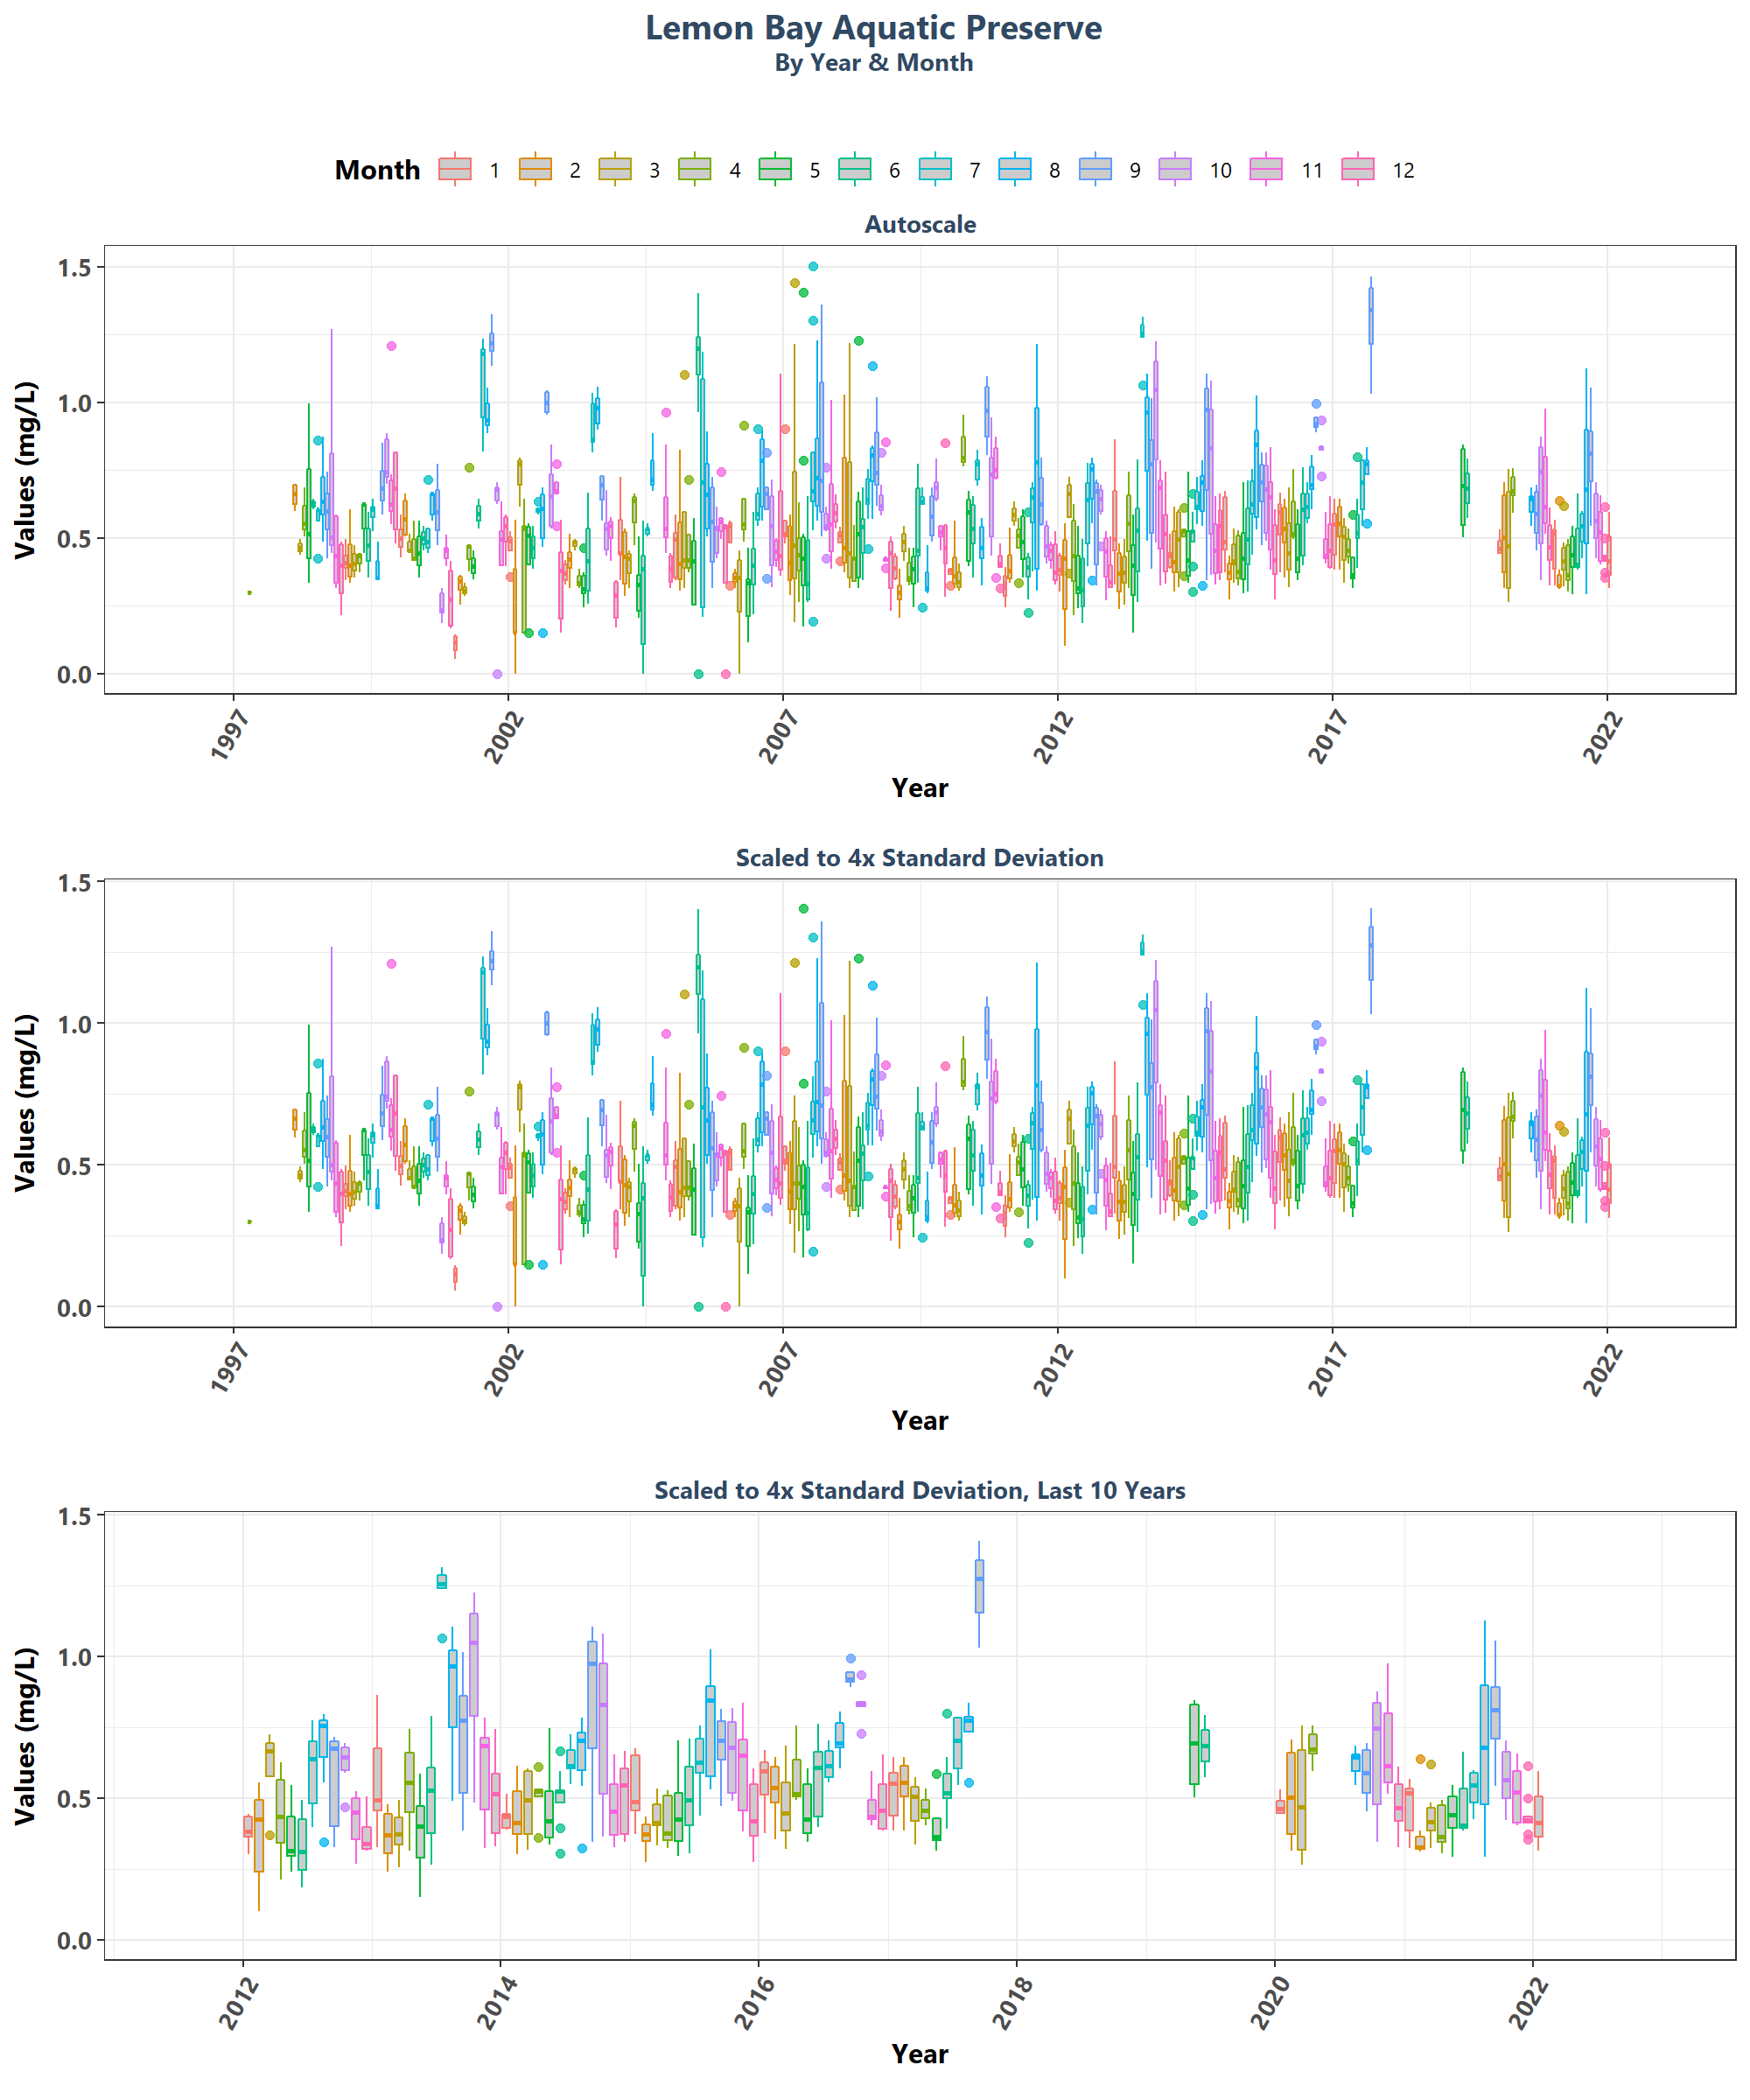 Lemon Bay Aquatic Preserve
By Year & Month
Month 1 2 3 4 5 6 7 8 9 10 11 12
Autoscale
Values (mg/L)
1.5
1.0
0.5
0.0
1997 2002 2007 2012 2017 2022
Year
Scaled to 4x Standard Deviation
Values (mg/L)
1.5
1.0
0.5
0.0
1997 2002 2007 2012 2017 2022
Year
Scaled to 4x Standard Deviation, Last 10 Years
Values (mg/L)
1.5
1.0
0.5
0.0
2012 2014 2016 2018 2020 2022
Year